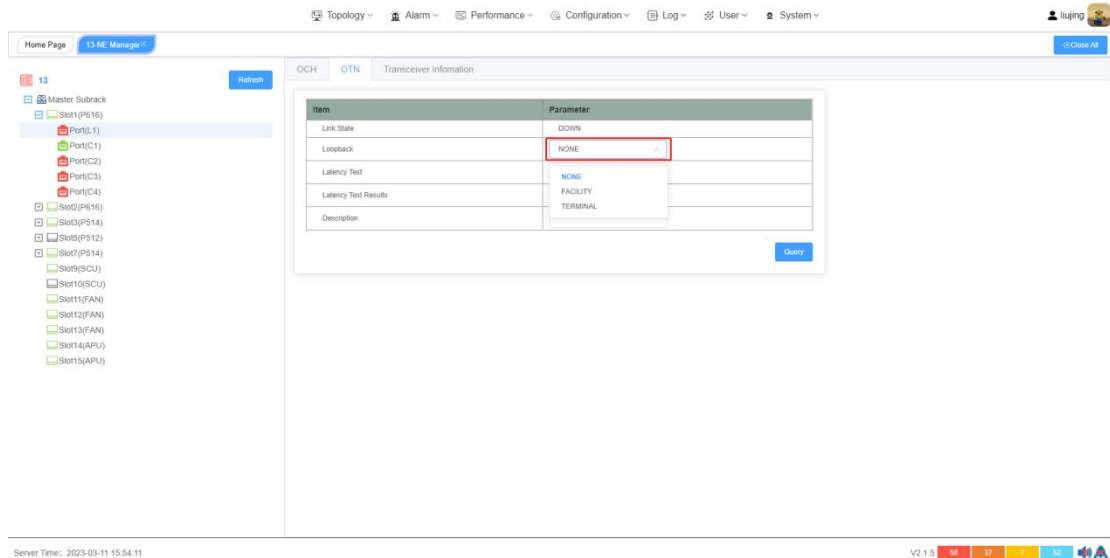 Topology Alarm Performance Configuration Log User System liujing
Home Page 13-NE Manager × Close All
13 Refresh
Master Subrack
Slot1(P616)
Port(L1)
Port(C1)
Port(C2)
Port(C3)
Port(C4)
Slot2(P616)
Slot3(P514)
Slot5(P512)
Slot7(P514)
Slot9(SCU)
Slot10(SCU)
Slot11(FAN)
Slot12(FAN)
Slot13(FAN)
Slot14(APU)
Slot15(APU)
OCH OTN Transceiver Infomation
Item Parameter
Link State DOWN
Loopback NONE
Latency Test
Latency Test Results
Description
NONE
FACILITY
TERMINAL
Query
Server Time: 2023-03-11 15:54:11 V2.1.5 58 37 7 52